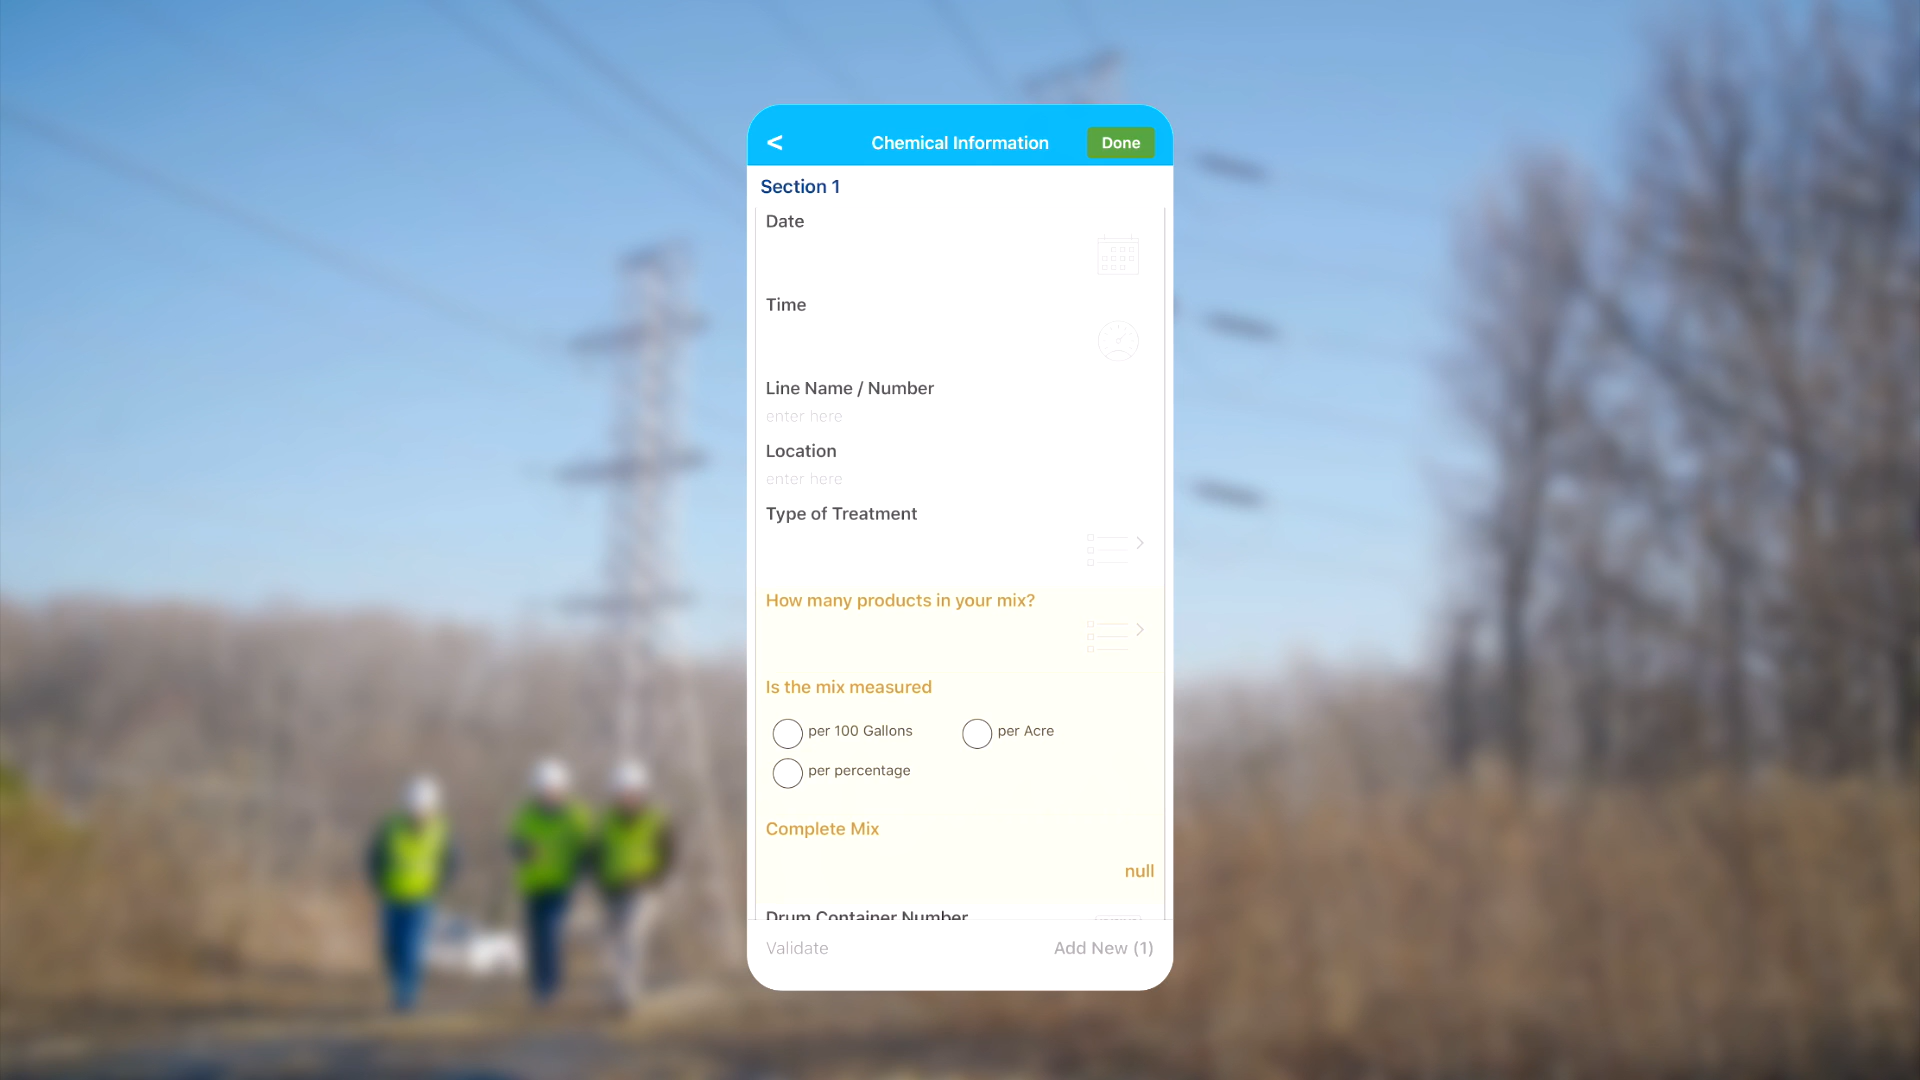 <
Chemical Information
Done
Section 1
Date
Time
Line Name / Number
enter here
Location
enter here
Type of Treatment
How many products in your mix?
Is the mix measured
per 100 Gallons
per Acre
per percentage
Complete Mix
null
Drum Container Number
Validate
Add New (1)